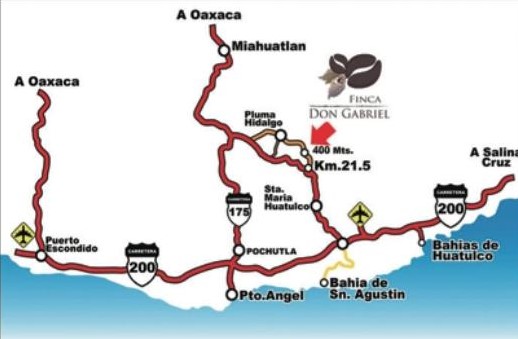 A Oaxaca
Miahuatlan
A Oaxaca
FINCA
DON GABRIEL
Pluma
Hidalgo
400 Mts.
Km.21.5
A Salina
Cruz
Sta.
Maria
Huatulco
CARRETERA
175
CARRETERA
200
Puerto
Escondido
CARRETERA
200
POCHUTLA
Bahias de
Huatulco
Pto.Angel
Bahia de
Sn. Agustin